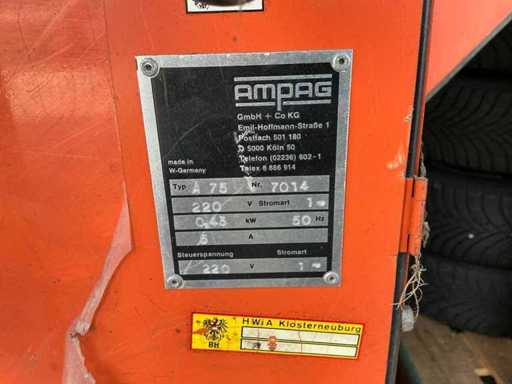 AMPAG
GmbH + Co KG
Emil-Hoffmann-Straße 1
Postfach 501 180
D 5000 Köln 50
Telefon (02236) 602-1
Telex 8 886 914
made in
W-Germany
Typ A 75 Nr. 7014
220 V Stromart 1~
0,43 kW 50 Hz
A
Steuerspannung Stromart
220 V 1~
HWiA Klosterneuburg
BH